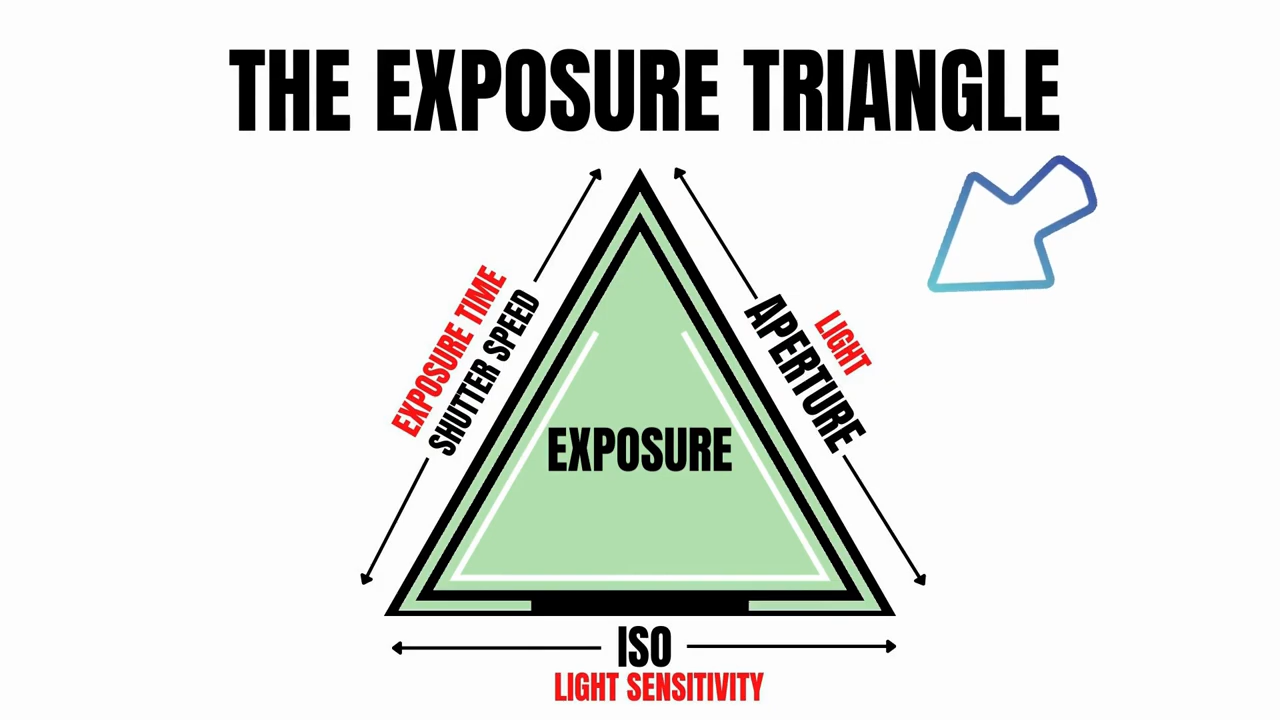 THE EXPOSURE TRIANGLE
EXPOSURE TIME
SHUTTER SPEED
LIGHT
APERTURE
EXPOSURE
ISO
LIGHT SENSITIVITY